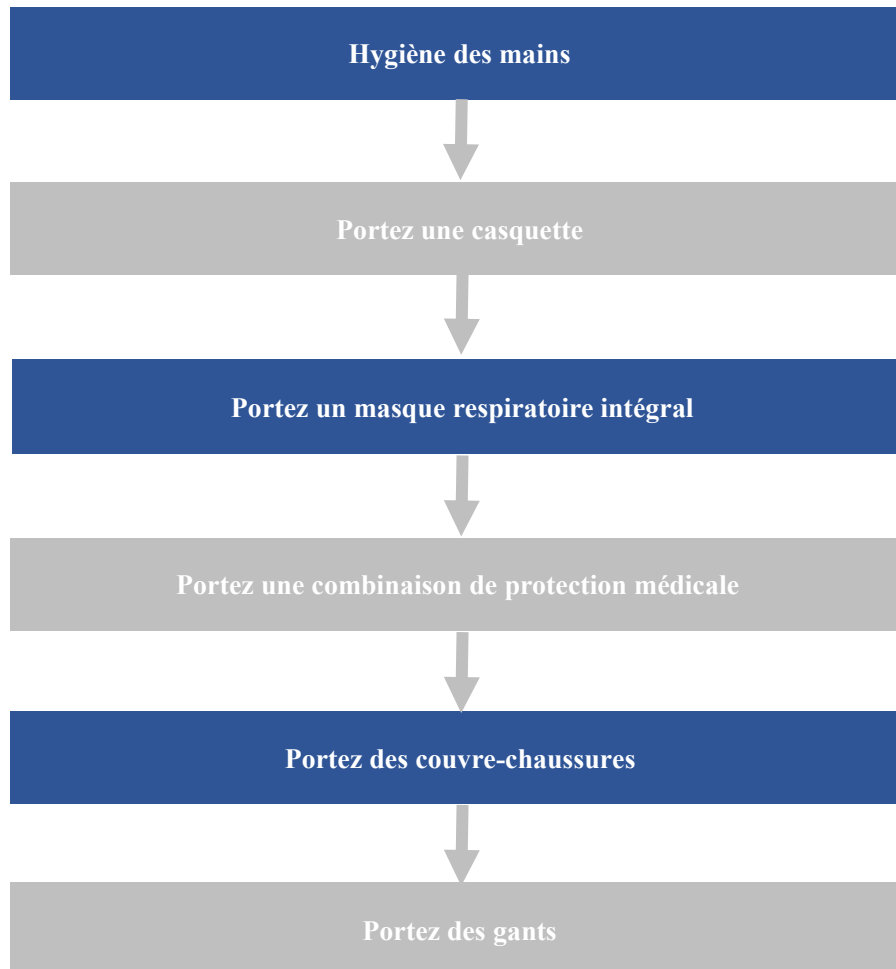 Hygiène des mains
Portez une casquette
Portez un masque respiratoire intégral
Portez une combinaison de protection médicale
Portez des couvre-chaussures
Portez des gants